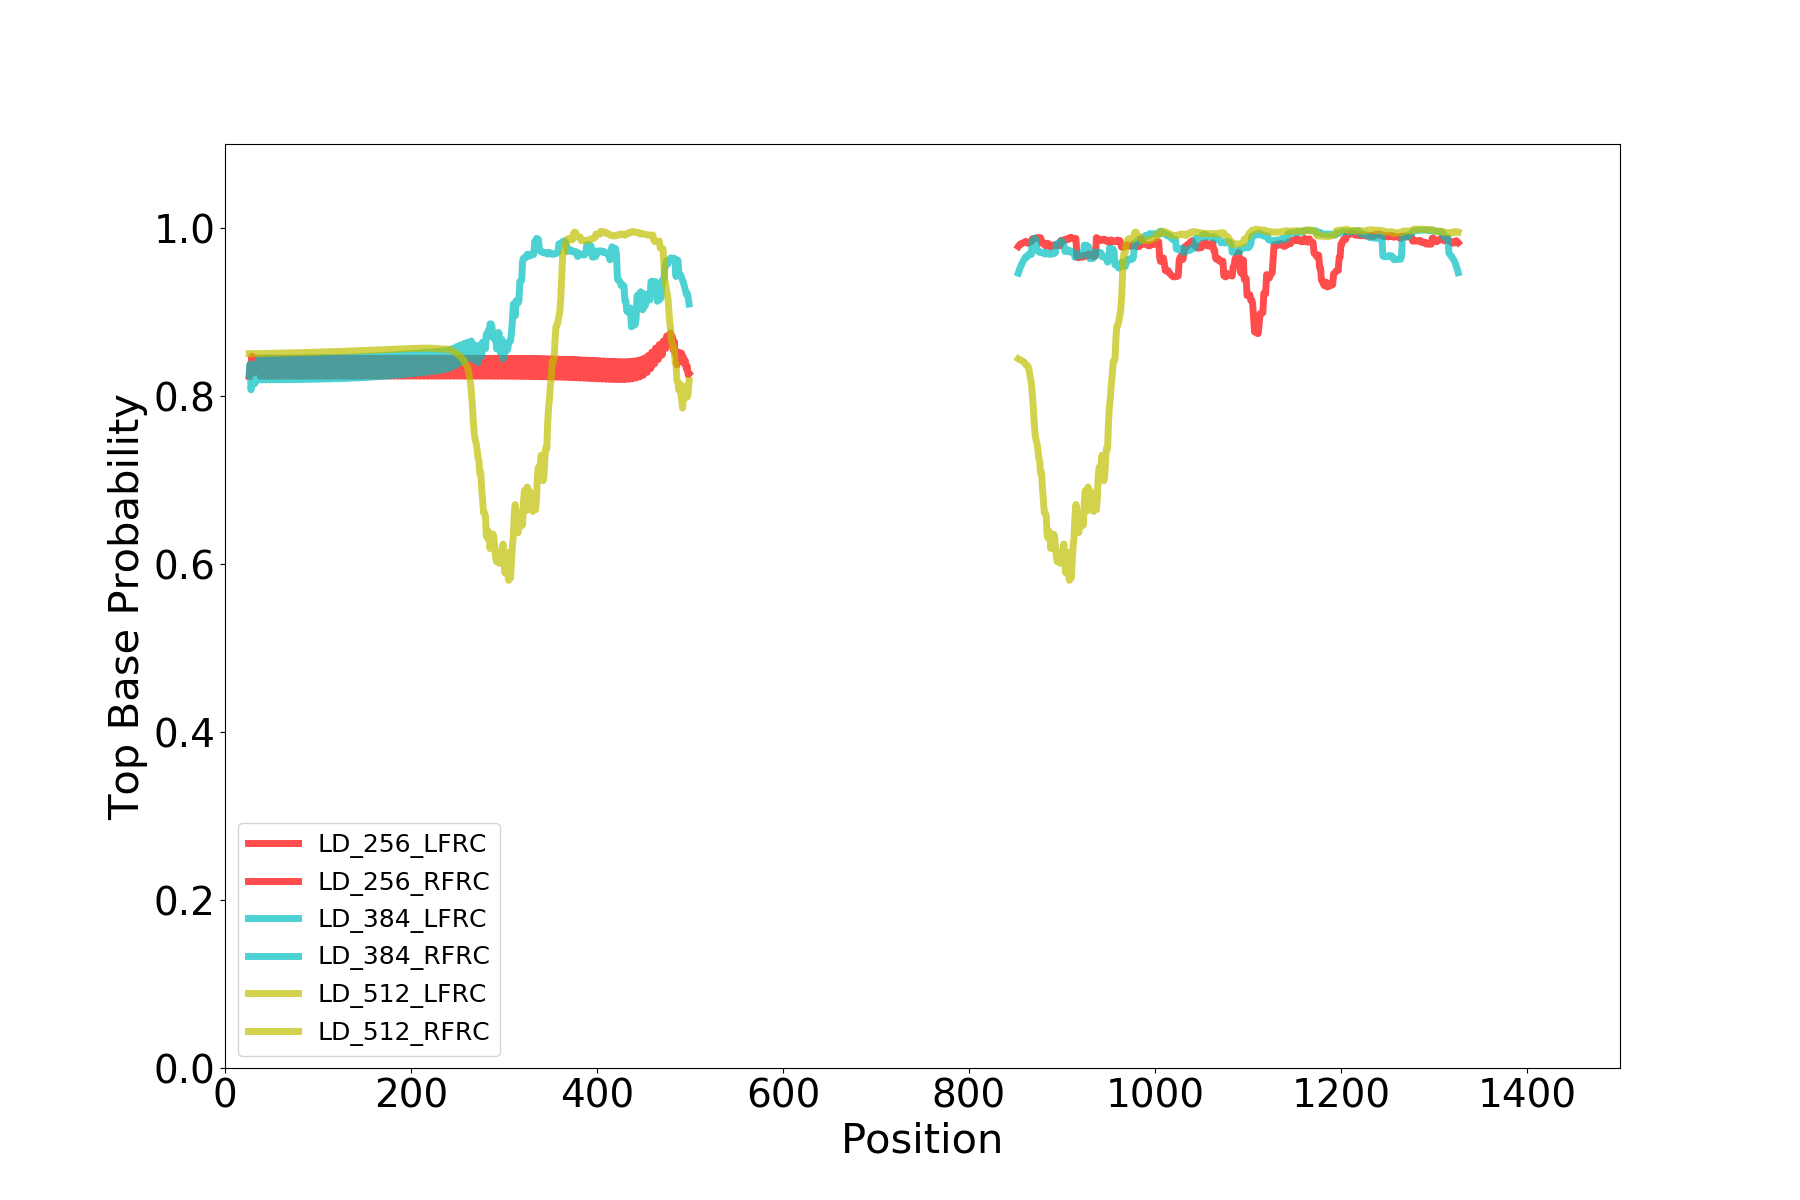 Top Base Probability
1.0
0.8
0.6
0.4
0.2
0.0
LD_256_LFRC
LD_256_RFRC
LD_384_LFRC
LD_384_RFRC
LD_512_LFRC
LD_512_RFRC
0 200 400 600 800 1000 1200 1400
Position